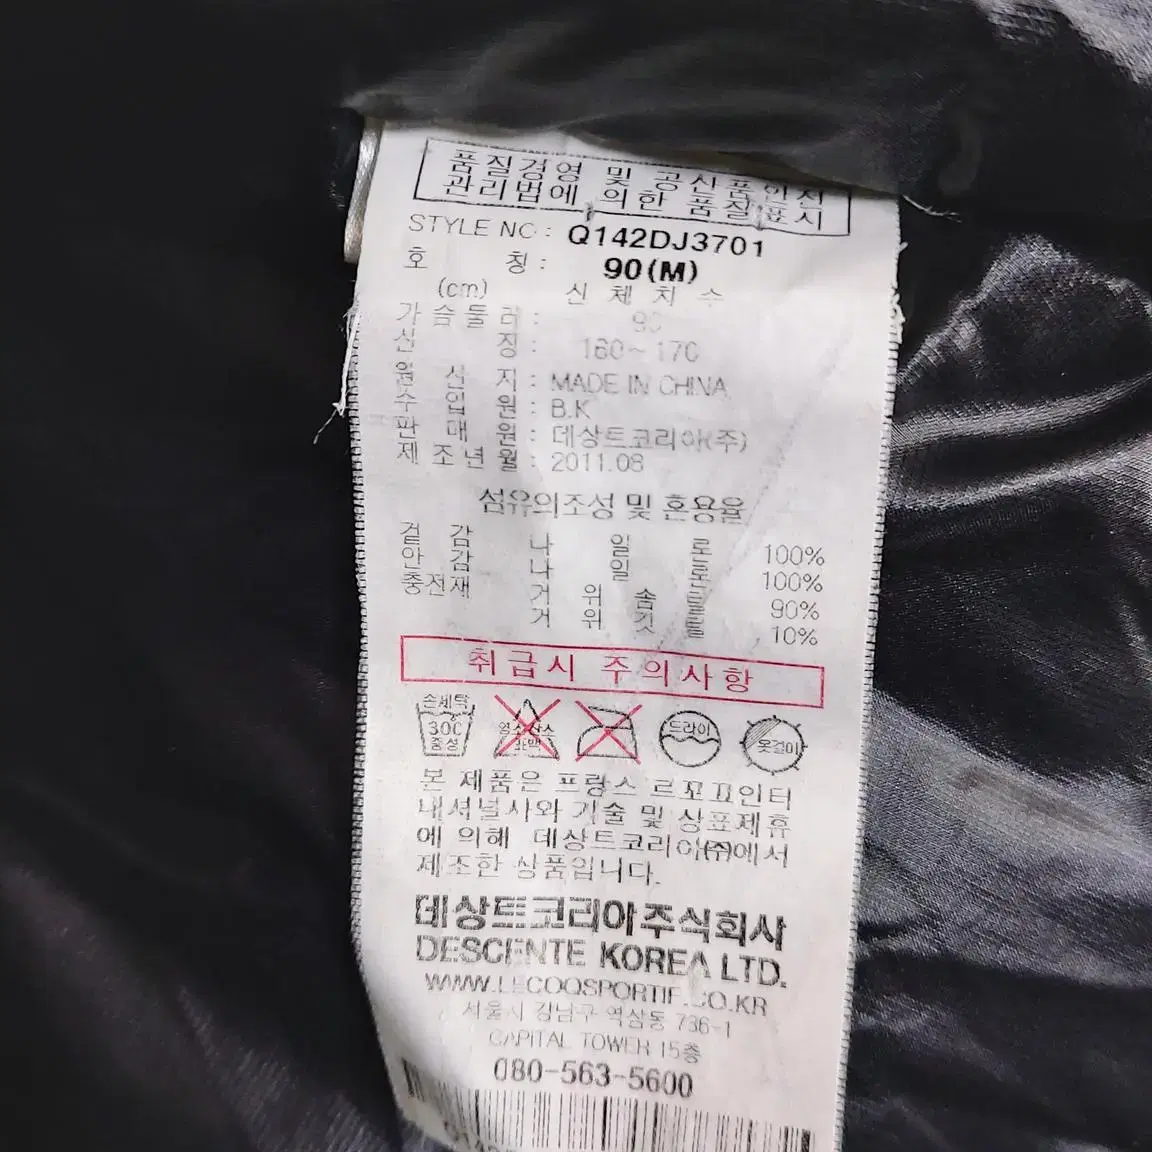 품질경영 및 공산품안전
관리법에 의한 품질표시
STYLE NO : Q142DJ3701
호 칭 : 90(M)
(cm) 신 체 치 수
가 슴 둘 레 :
신 장 : 160~170
원 산 지 : MADE IN CHINA
수 입 원 : B.K
판 매 원 : 데상트코리아(주)
제 조 년 월 : 2011.08
섬유의조성 및 혼용율
겉 감 나 일 론 100%
안 감 나 일 론 100%
충전재 거 위 솜 털 90%
거 위 깃 털 10%
취급시 주의사항
손세탁 30C 중성
염소산소 표백
드라이
옷걸이
본 제품은 프랑스 르꼬끄인터
내셔널사와 기술 및 상표제휴
에 의해 데상트코리아㈜에서
제조한 상품입니다.
데상트코리아주식회사
DESCENTE KOREA LTD.
WWW.LECOQSPORTIF.CO.KR
서울시 강남구 역삼동 736-1
CAPITAL TOWER 15층
080-563-5600